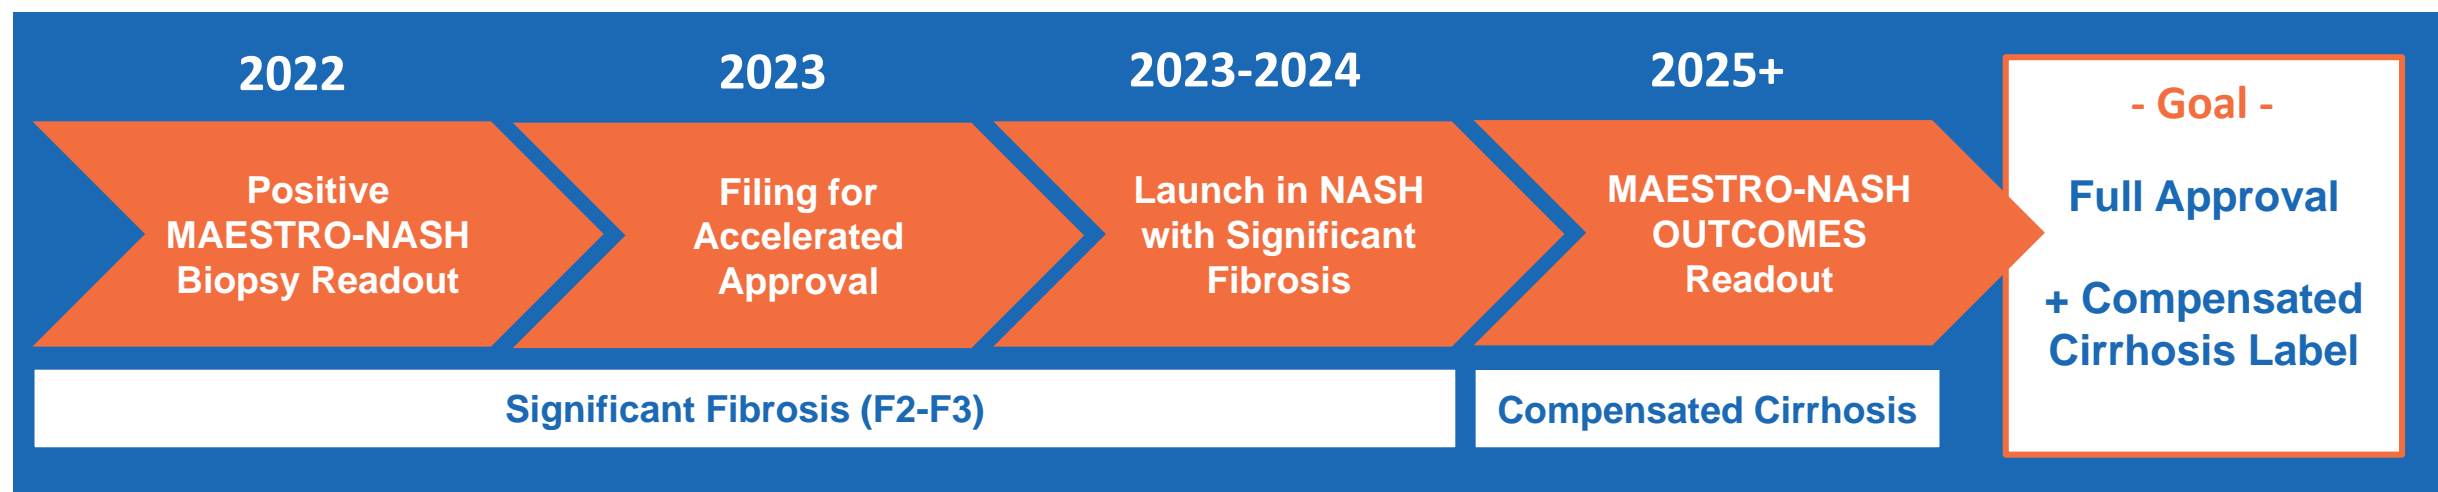 2022
Positive
MAESTRO-NASH
Biopsy Readout
2023
Filing for
Accelerated
Approval
2023-2024
Launch in NASH
with Significant
Fibrosis
2025+
MAESTRO-NASH
OUTCOMES
Readout
- Goal -
Full Approval
+ Compensated
Cirrhosis Label
Significant Fibrosis (F2-F3)
Compensated Cirrhosis